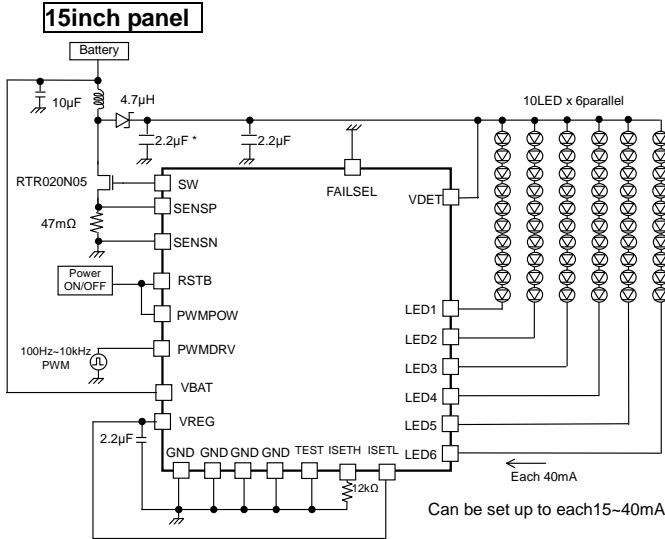 15inch panel
Battery
10µF
4.7µH
2.2µF *
2.2µF
10LED x 6parallel
RTR020N05
SW
FAILSEL
VDET
SENSP
47mΩ
SENSN
Power
ON/OFF
RSTB
PWMPOW
LED1
LED2
100Hz~10kHz
PWM
PWMDRV
LED3
VBAT
LED4
VREG
LED5
2.2µF
GND GND GND GND TEST ISETH ISETL
LED6
12kΩ
Each 40mA
Can be set up to each15~40mA